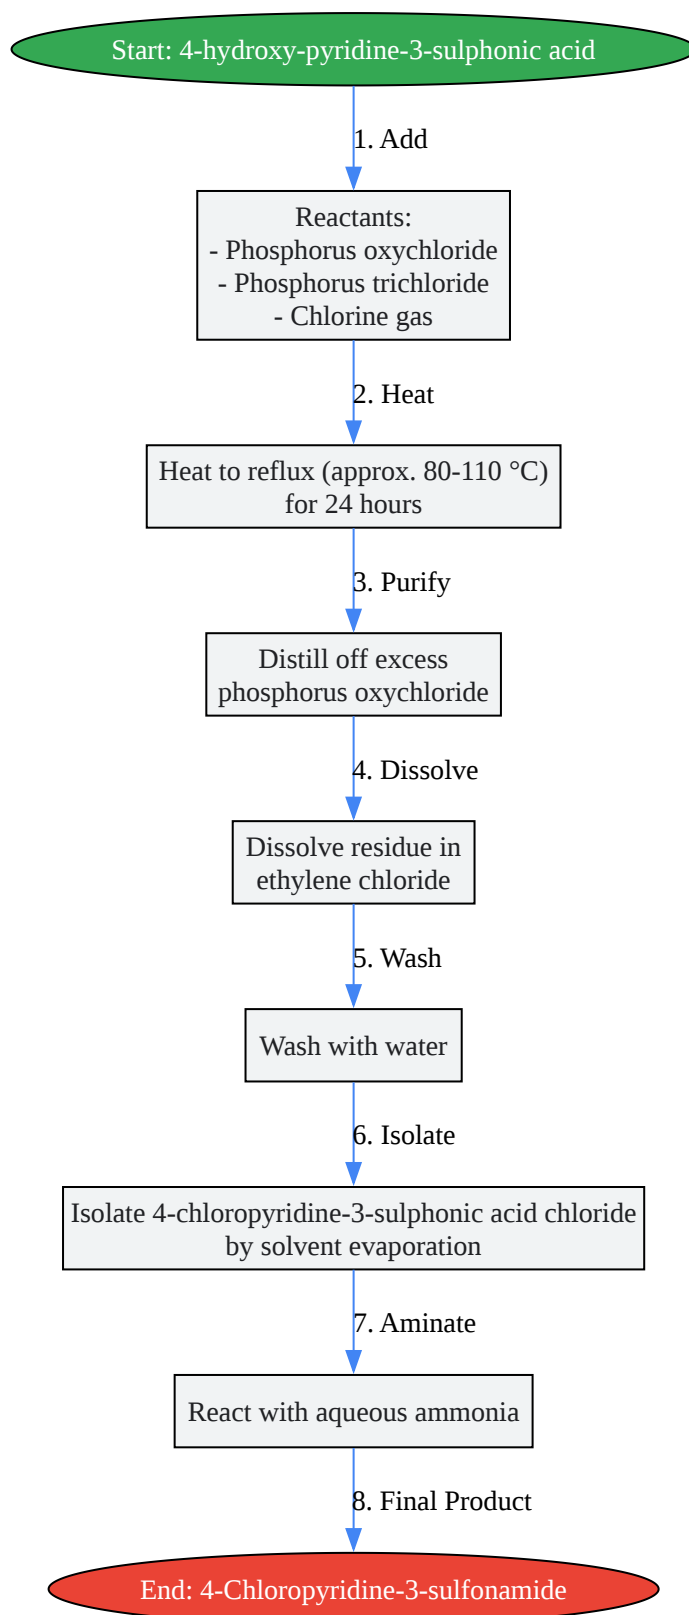 Start: 4-hydroxy-pyridine-3-sulphonic acid
1. Add
Reactants:
- Phosphorus oxychloride
- Phosphorus trichloride
- Chlorine gas
2. Heat
Heat to reflux (approx. 80-110 °C)
for 24 hours
3. Purify
Distill off excess
phosphorus oxychloride
4. Dissolve
Dissolve residue in
ethylene chloride
5. Wash
Wash with water
6. Isolate
Isolate 4-chloropyridine-3-sulphonic acid chloride
by solvent evaporation
7. Aminate
React with aqueous ammonia
8. Final Product
End: 4-Chloropyridine-3-sulfonamide